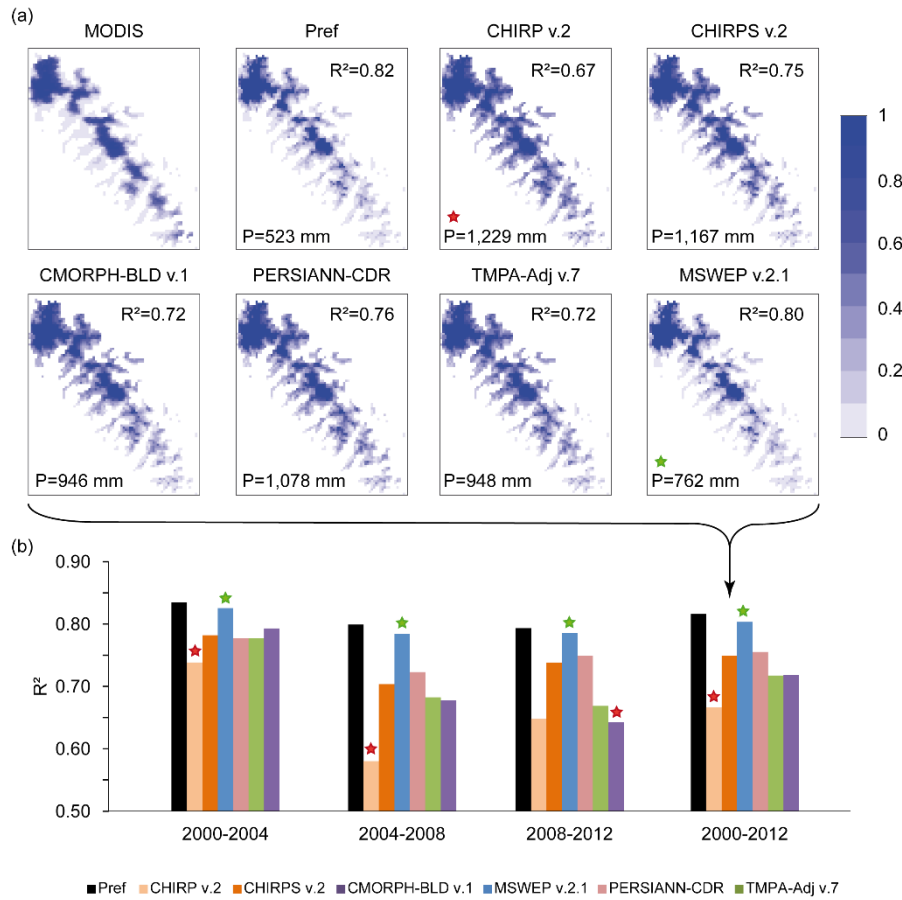 (a)
MODIS
Pref
CHIRP v.2
CHIRPS v.2
R²=0.82
R²=0.67
R²=0.75
P=523 mm
P=1,229 mm
P=1,167 mm
CMORPH-BLD v.1
PERSIANN-CDR
TMPA-Adj v.7
MSWEP v.2.1
R²=0.72
R²=0.76
R²=0.72
R²=0.80
P=946 mm
P=1,078 mm
P=948 mm
P=762 mm
1
0.8
0.6
0.4
0.2
0
(b)
0.90
0.80
0.70
0.60
0.50
R²
2000-2004
2004-2008
2008-2012
2000-2012
Pref CHIRP v.2 CHIRPS v.2 CMORPH-BLD v.1 MSWEP v.2.1 PERSIANN-CDR TMPA-Adj v.7